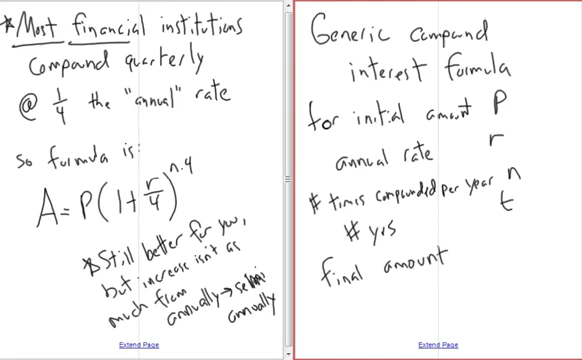 *Most financial institutions
compound quarterly
@ 1/4 the "annual" rate
so formula is:
A = P(1 + r/4)^n·4
*Still better for you,
but increase isn't as
much from
annually → semi
annually
Extend Page
Generic compound
interest formula
for initial amount P
annual rate r
# times compounded per year n
# yrs t
final amount
Extend Page